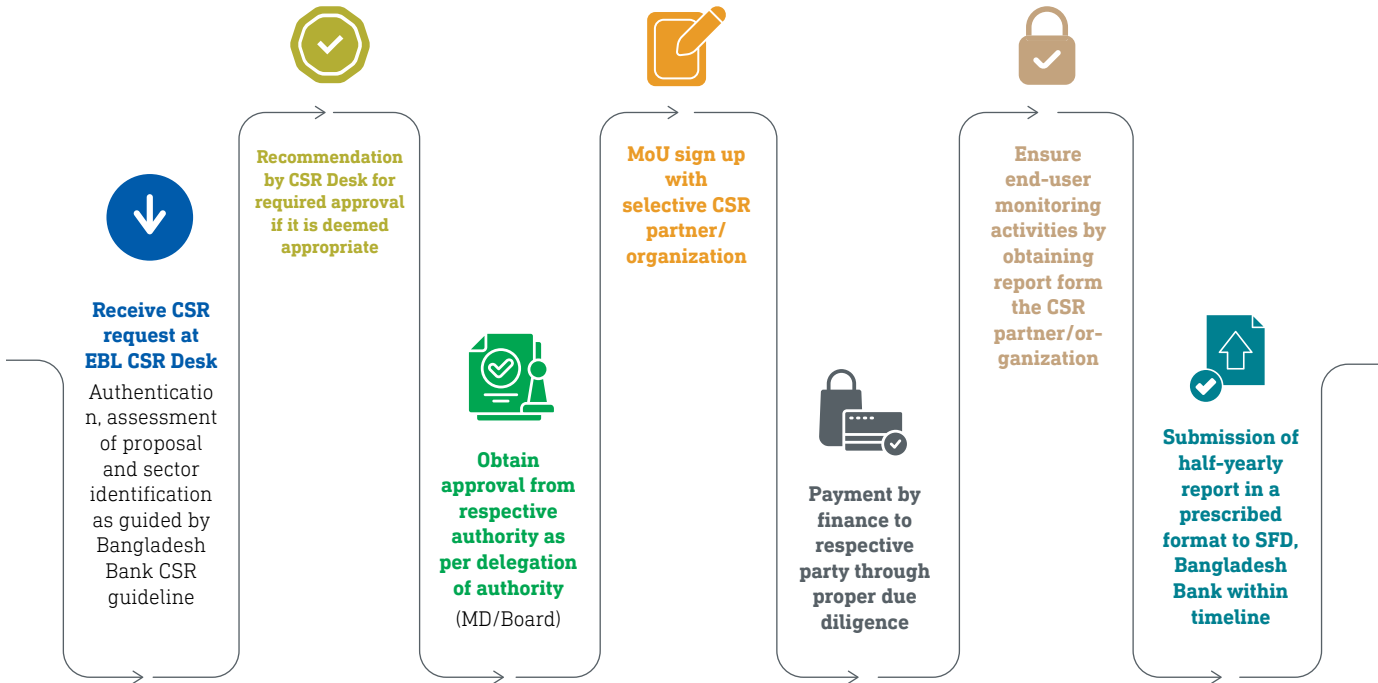 Receive CSR
request at
EBL CSR Desk
Authenticatio
n, assessment
of proposal
and sector
identification
as guided by
Bangladesh
Bank CSR
guideline
Recommendation
by CSR Desk for
required approval
if it is deemed
appropriate
Obtain
approval from
respective
authority as
per delegation
of authority
(MD/Board)
MoU sign up
with
selective CSR
partner/
organization
Payment by
finance to
respective
party through
proper due
diligence
Ensure
end-user
monitoring
activities by
obtaining
report form
the CSR
partner/or-
ganization
Submission of
half-yearly
report in a
prescribed
format to SFD,
Bangladesh
Bank within
timeline